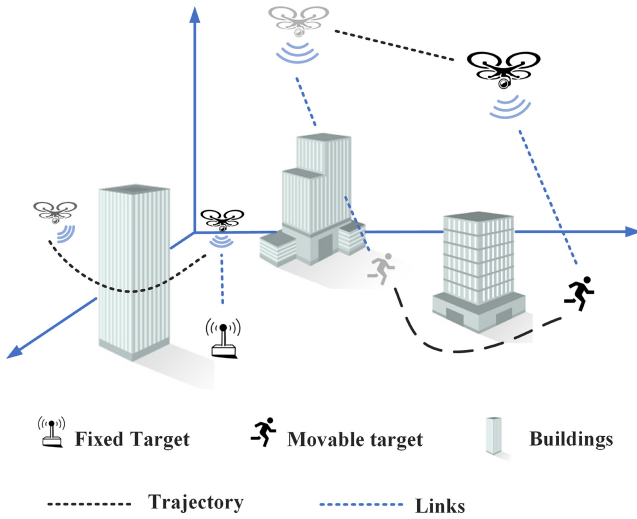 Fixed Target
Movable target
Buildings
Trajectory
Links